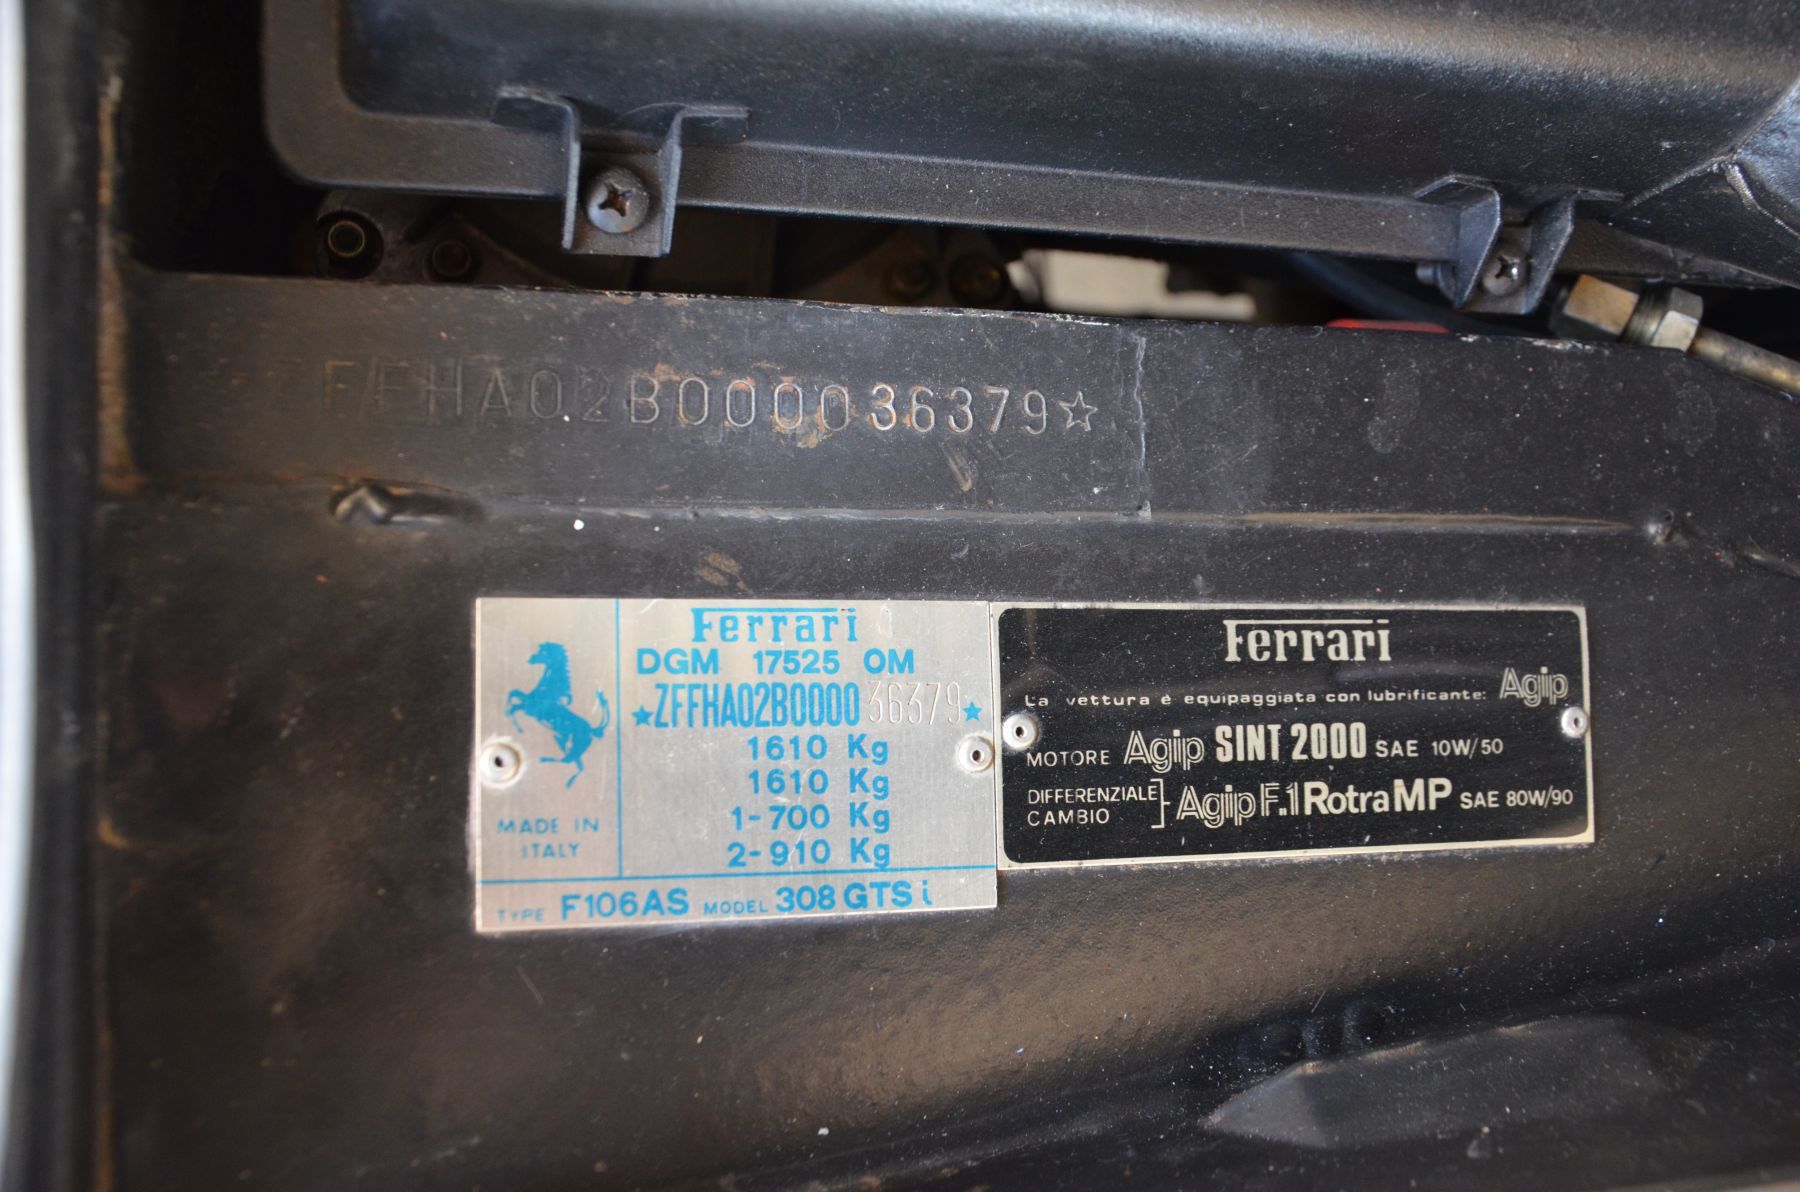 ZFFHA02B000036379☆
Ferrari
DGM 17525 OM
★ZFFHA02B000036379★
1610 Kg
1610 Kg
1-700 Kg
2-910 Kg
MADE IN
ITALY
TYPE F106AS MODEL 308 GTS i
Ferrari
La vettura è equipaggiata con lubrificante: Agip
MOTORE Agip SINT 2000 SAE 10W/50
DIFFERENZIALE
CAMBIO
Agip F.1 Rotra MP SAE 80W/90